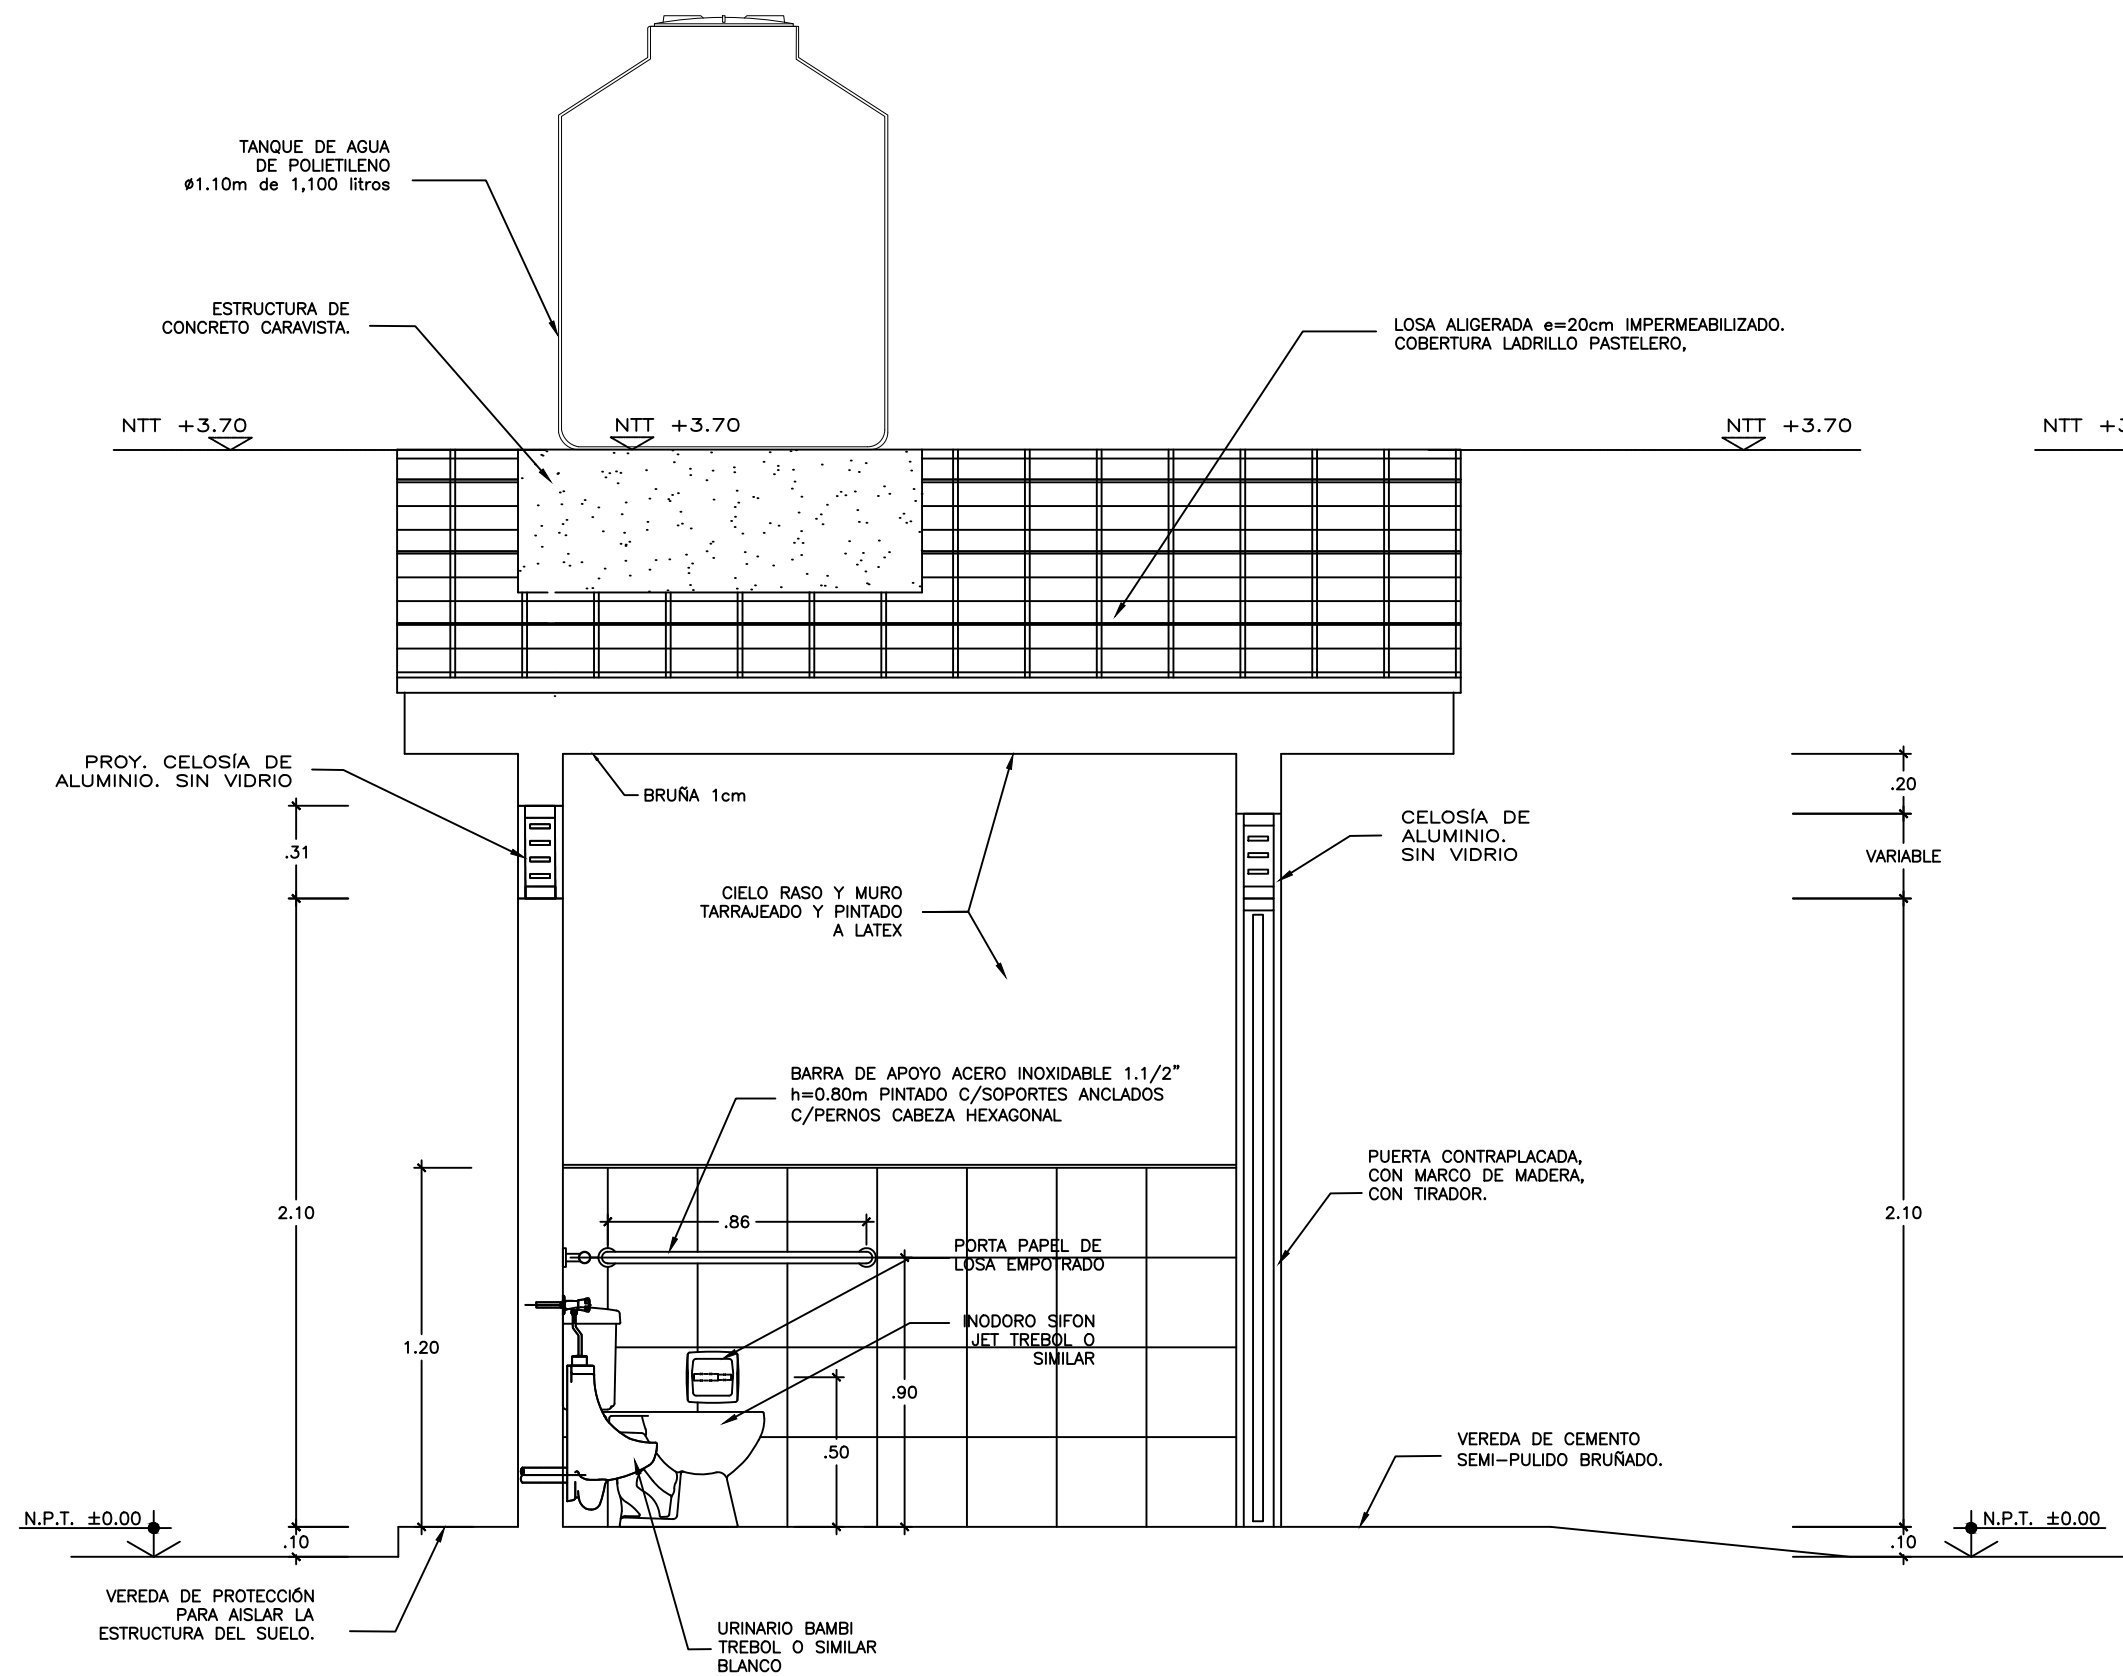 TANQUE DE AGUA
DE POLIETILENO
ø1.10m de 1,100 litros
ESTRUCTURA DE
CONCRETO CARAVISTA.
LOSA ALIGERADA e=20cm IMPERMEABILIZADO.
COBERTURA LADRILLO PASTELERO,
NTT +3.70
NTT +3.70
NTT +3.70
NTT +3
PROY. CELOSÍA DE
ALUMINIO. SIN VIDRIO
BRUÑA 1cm
.20
CELOSÍA DE
ALUMINIO.
SIN VIDRIO
.31
VARIABLE
CIELO RASO Y MURO
TARRAJEADO Y PINTADO
A LATEX
BARRA DE APOYO ACERO INOXIDABLE 1.1/2"
h=0.80m PINTADO C/SOPORTES ANCLADOS
C/PERNOS CABEZA HEXAGONAL
PUERTA CONTRAPLACADA,
CON MARCO DE MADERA,
CON TIRADOR.
2.10
.86
2.10
PORTA PAPEL DE
LOSA EMPOTRADO
INODORO SIFON
JET TREBOL O
SIMILAR
1.20
.90
.50
VEREDA DE CEMENTO
SEMI-PULIDO BRUÑADO.
N.P.T. ±0.00
N.P.T. ±0.00
.10
.10
VEREDA DE PROTECCIÓN
PARA AISLAR LA
ESTRUCTURA DEL SUELO.
URINARIO BAMBI
TREBOL O SIMILAR
BLANCO